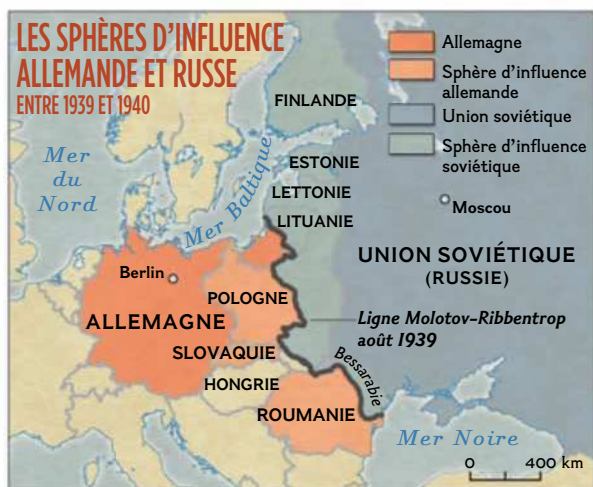 LES SPHÈRES D'INFLUENCE
ALLEMANDE ET RUSSE
ENTRE 1939 ET 1940
Allemagne
Sphère d'influence
allemande
Union soviétique
Sphère d'influence
soviétique
FINLANDE
Mer
du
Nord
Mer Baltique
ESTONIE
LETTONIE
LITUANIE
Moscou
UNION SOVIÉTIQUE
(RUSSIE)
Berlin
POLOGNE
ALLEMAGNE
Ligne Molotov-Ribbentrop
août 1939
SLOVAQUIE
Bessarabie
HONGRIE
ROUMANIE
Mer Noire
0 400 km